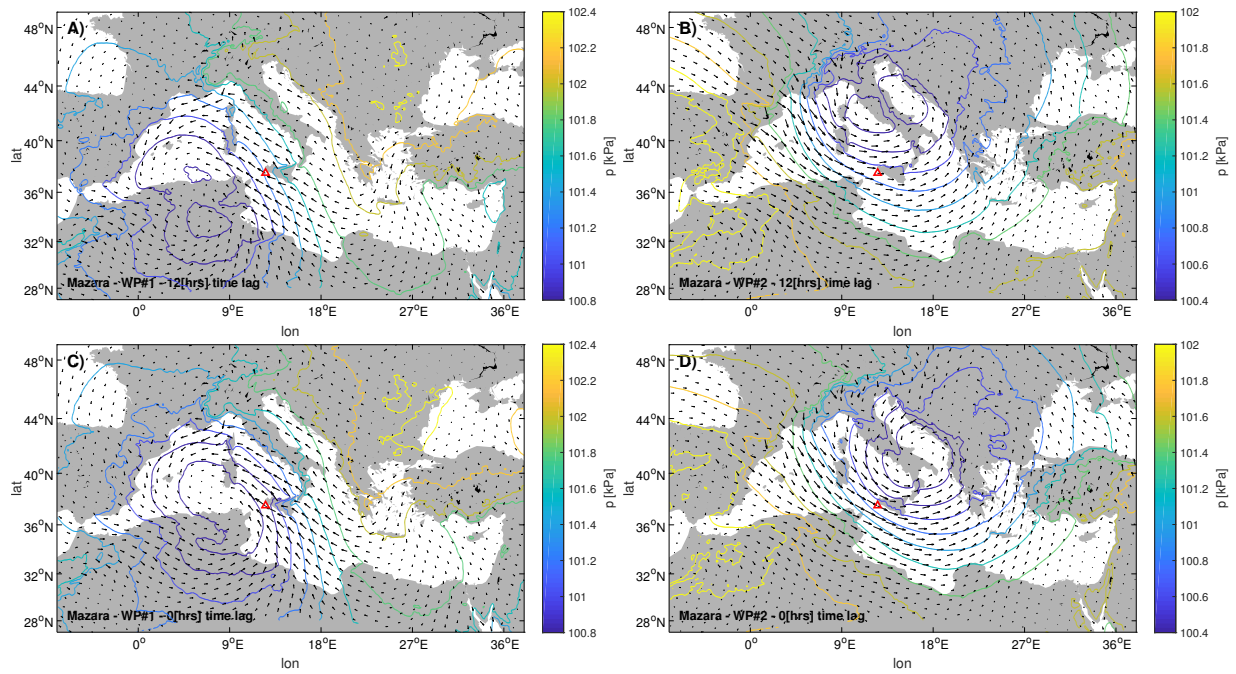 A)
48°N
44°N
40°N
36°N
32°N
28°N
lat
0°
9°E
18°E
27°E
36°E
lon
Mazara - WP#1 - -12[hrs] time lag
102.4
102.2
102
101.8
101.6
101.4
101.2
101
100.8
p [kPa]
B)
48°N
44°N
40°N
36°N
32°N
28°N
lat
0°
9°E
18°E
27°E
36°E
lon
Mazara - WP#2 - 12[hrs] time lag
102
101.8
101.6
101.4
101.2
101
100.8
100.6
100.4
p [kPa]
C)
48°N
44°N
40°N
36°N
32°N
28°N
lat
0°
9°E
18°E
27°E
36°E
lon
Mazara - WP#1 - 0[hrs] time lag
102.4
102.2
102
101.8
101.6
101.4
101.2
101
100.8
p [kPa]
D)
48°N
44°N
40°N
36°N
32°N
28°N
lat
0°
9°E
18°E
27°E
36°E
lon
Mazara - WP#2 - 0[hrs] time lag
102
101.8
101.6
101.4
101.2
101
100.8
100.6
100.4
p [kPa]